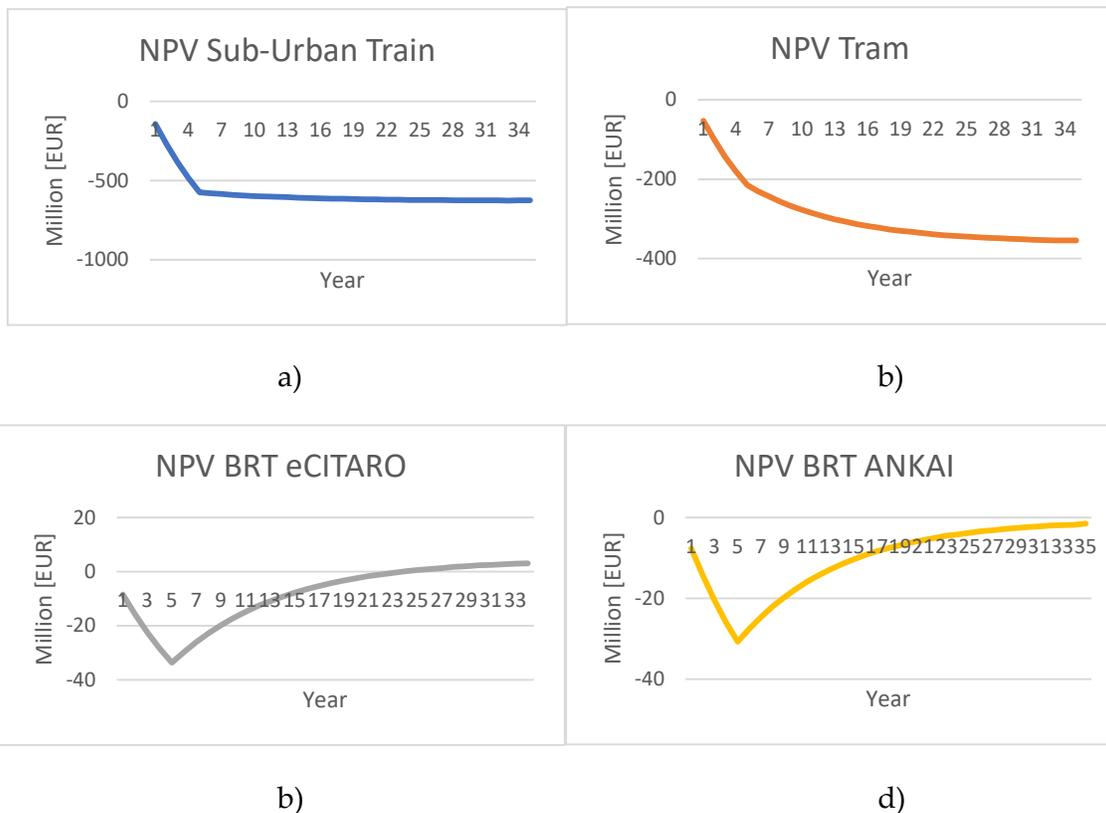 NPV Sub-Urban Train
0
-500
-1000
1 4 7 10 13 16 19 22 25 28 31 34
Million [EUR]
Year
a)
NPV Tram
0
-200
-400
1 4 7 10 13 16 19 22 25 28 31 34
Million [EUR]
Year
b)
NPV BRT eCITARO
20
0
-20
-40
1 3 5 7 9 11 13 15 17 19 21 23 25 27 29 31 33
Million [EUR]
Year
b)
NPV BRT ANKAI
0
-20
-40
1 3 5 7 9 11 13 15 17 19 21 23 25 27 29 31 33 35
Million [EUR]
Year
d)